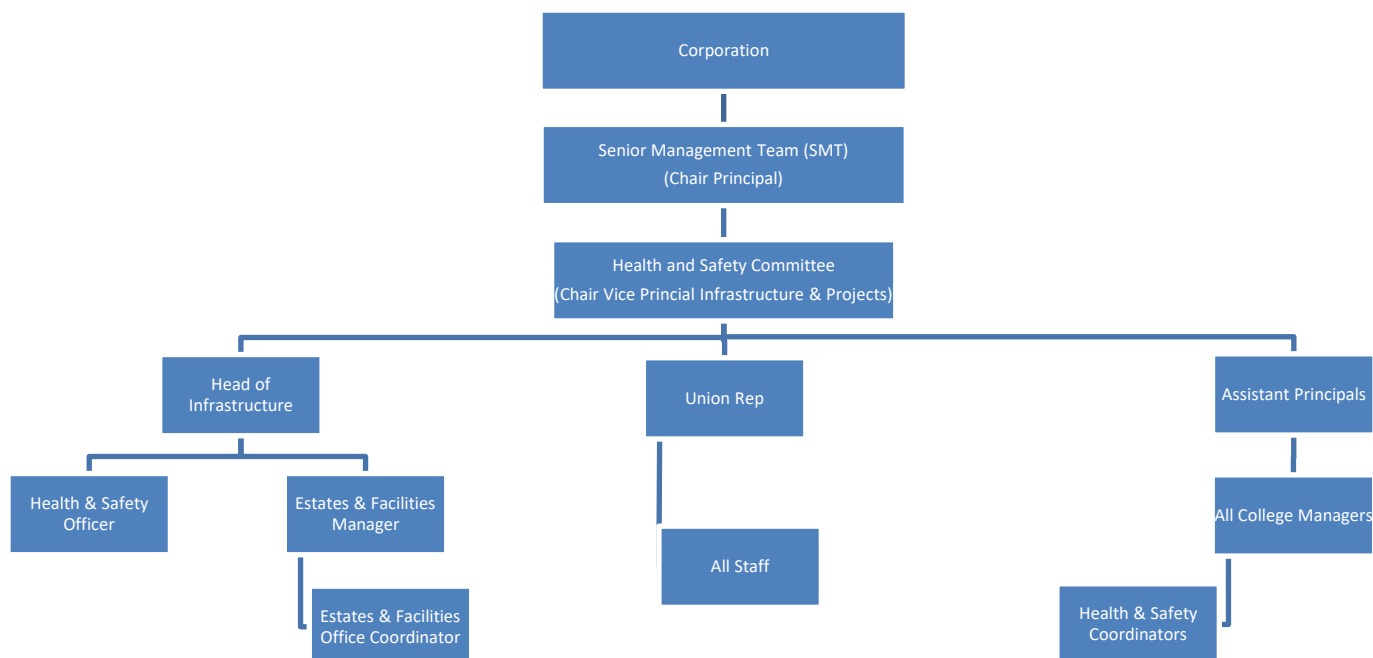 Corporation
Senior Management Team (SMT)
(Chair Principal)
Health and Safety Committee
(Chair Vice Princial Infrastructure & Projects)
Head of
Infrastructure
Union Rep
Assistant Principals
Health & Safety
Officer
Estates & Facilities
Manager
All College Managers
All Staff
Estates & Facilities
Office Coordinator
Health & Safety
Coordinators